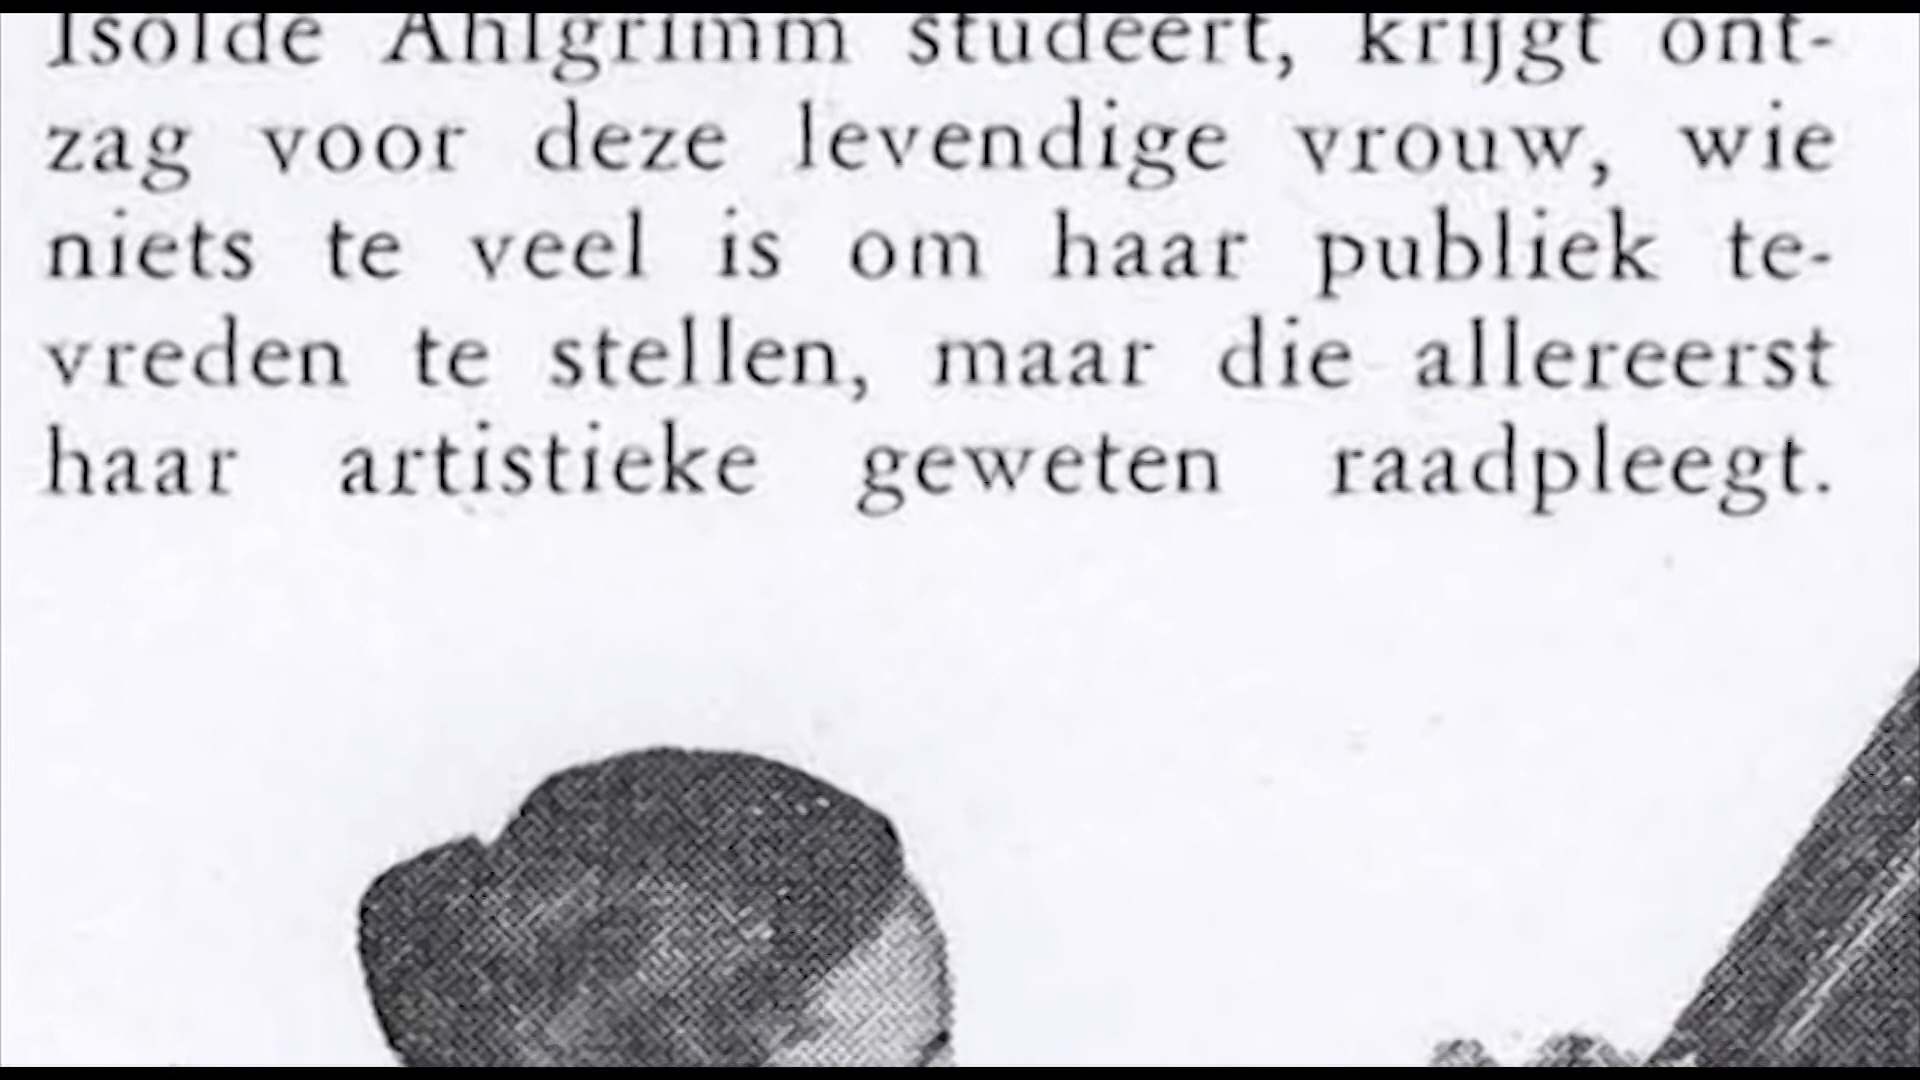 Isolde Ahlgrimm studeert, krijgt ont-
zag voor deze levendige vrouw, wie
niets te veel is om haar publiek te-
vreden te stellen, maar die allereerst
haar artistieke geweten raadpleegt.